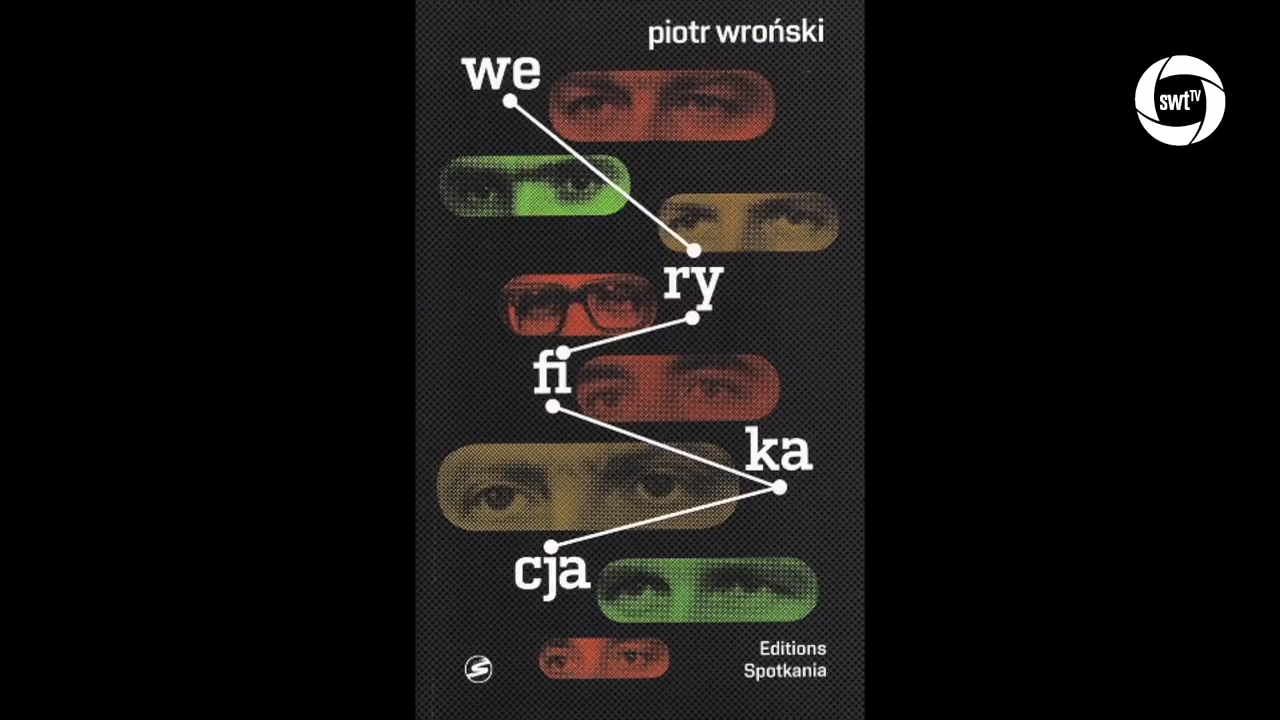 piotr wroński
we
ry
fi
ka
cja
Editions
Spotkania
swt TV